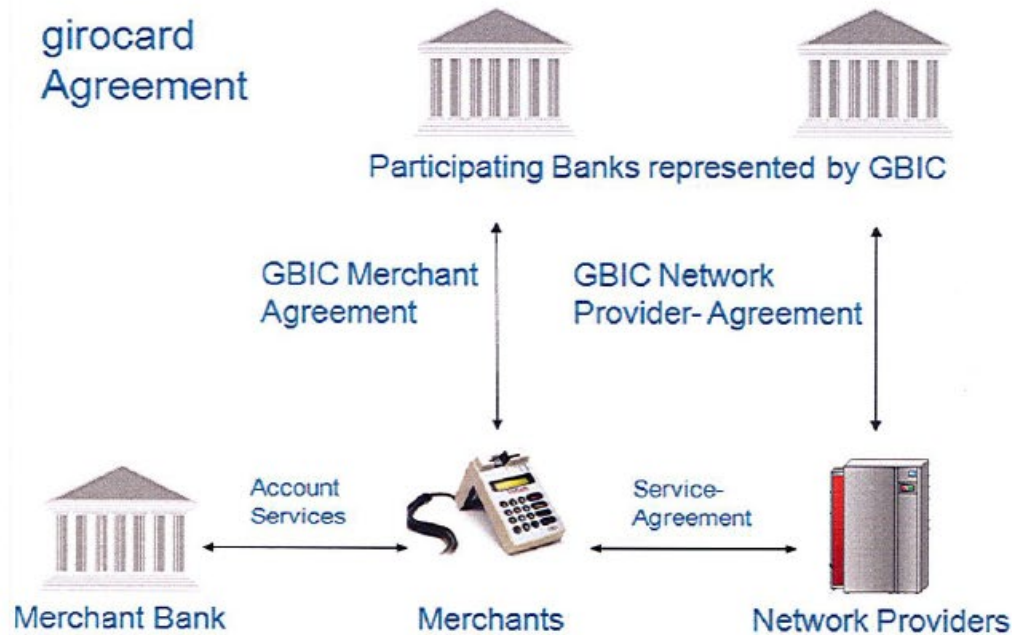 girocard
Agreement
Participating Banks represented by GBIC
GBIC Merchant
Agreement
GBIC Network
Provider- Agreement
Account
Services
Service-
Agreement
Merchant Bank
Merchants
Network Providers